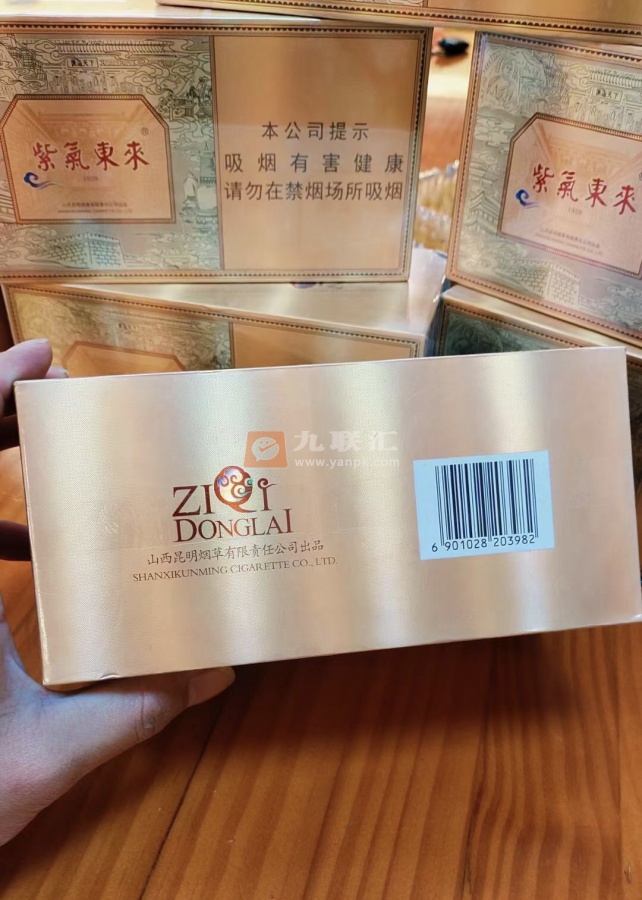 紫氣東來
®
1928
本公司提示
吸烟有害健康
请勿在禁烟场所吸烟
紫氣東來
®
九联汇
www.yanpk.com
ZIQI
DONGLAI
山西昆明烟草有限责任公司出品
SHANXIKUNMING CIGARETTE CO., LTD.
6 901028 203982